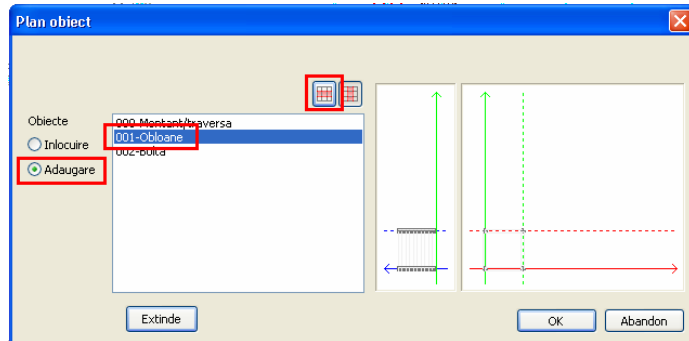 Plan obiect
Obiecte
Inlocuire
Adaugare
000-Montant/traversa
001-Obloane
002-Bolta
Extinde
OK
Abandon